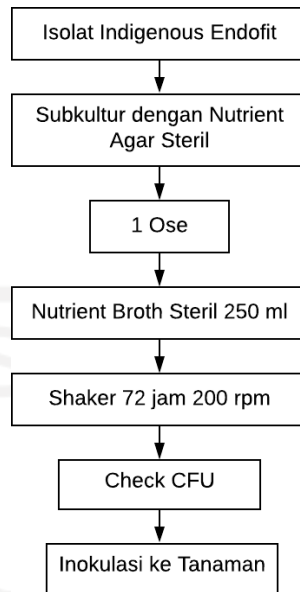 Isolat Indigenous Endofit
Subkultur dengan Nutrient
Agar Steril
1 Ose
Nutrient Broth Steril 250 ml
Shaker 72 jam 200 rpm
Check CFU
Inokulasi ke Tanaman